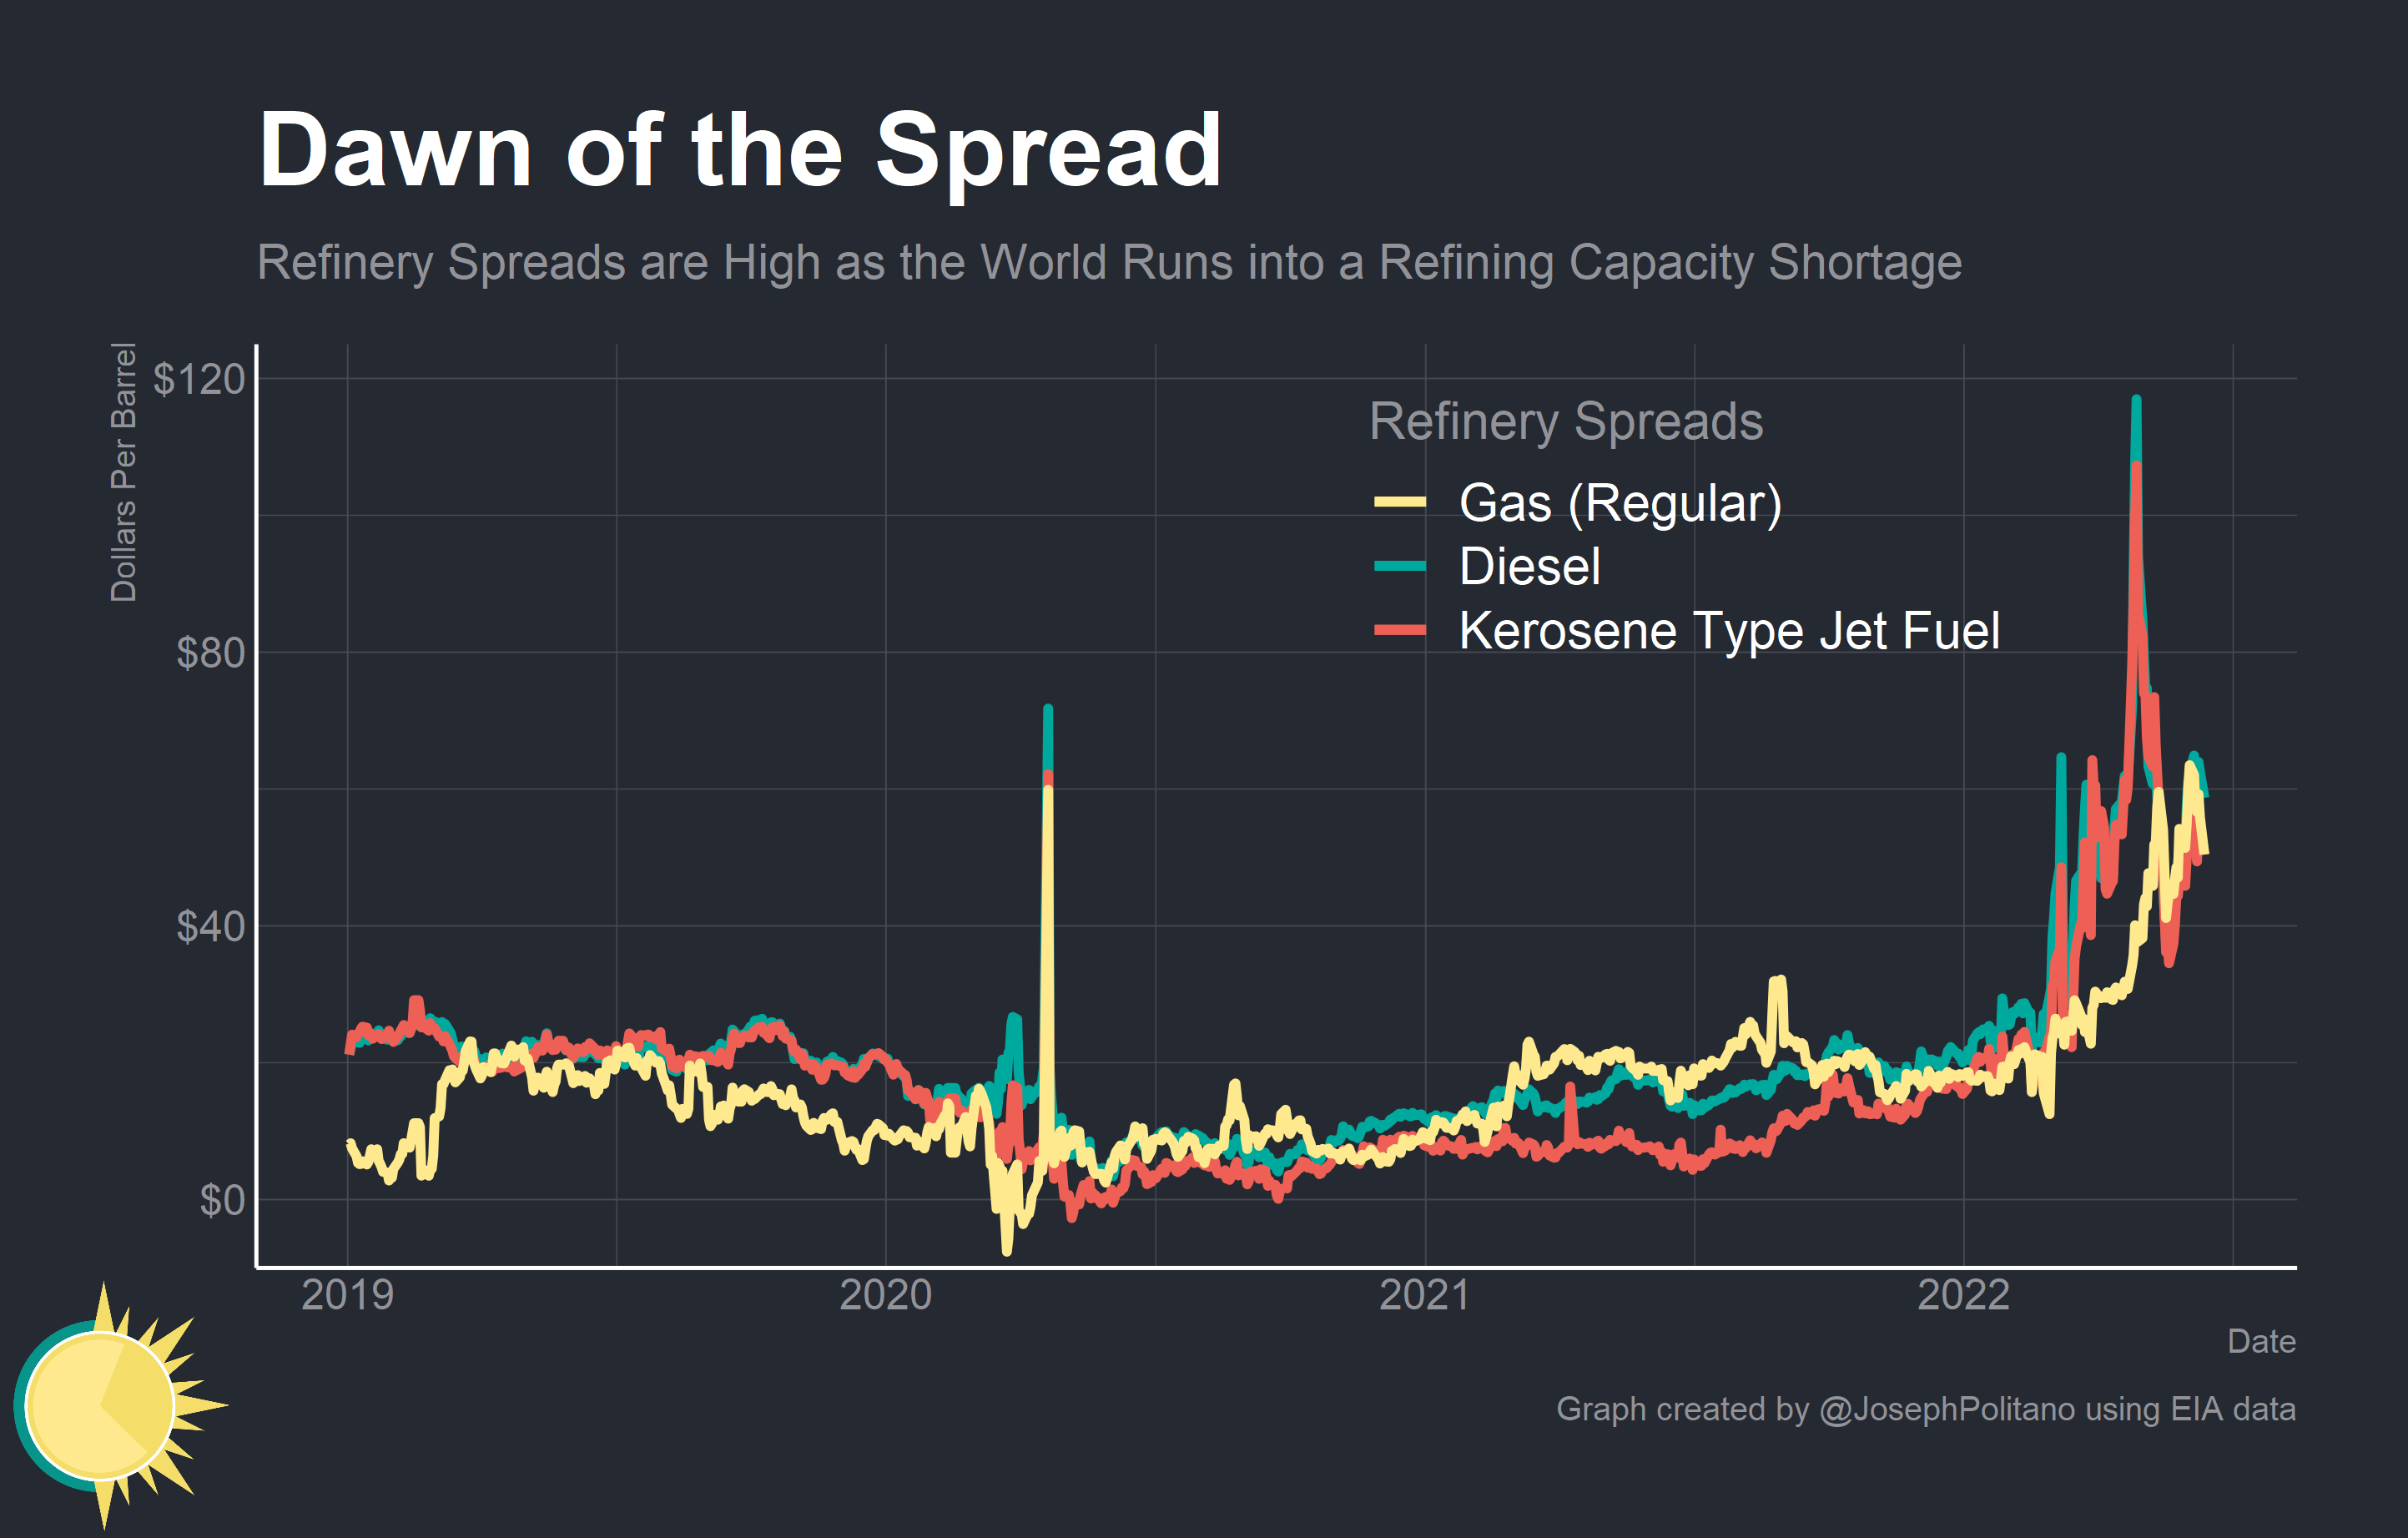 Dawn of the Spread
Refinery Spreads are High as the World Runs into a Refining Capacity Shortage
Dollars Per Barrel
$120
$80
$40
$0
Refinery Spreads
Gas (Regular)
Diesel
Kerosene Type Jet Fuel
2019
2020
2021
2022
Date
Graph created by @JosephPolitano using EIA data